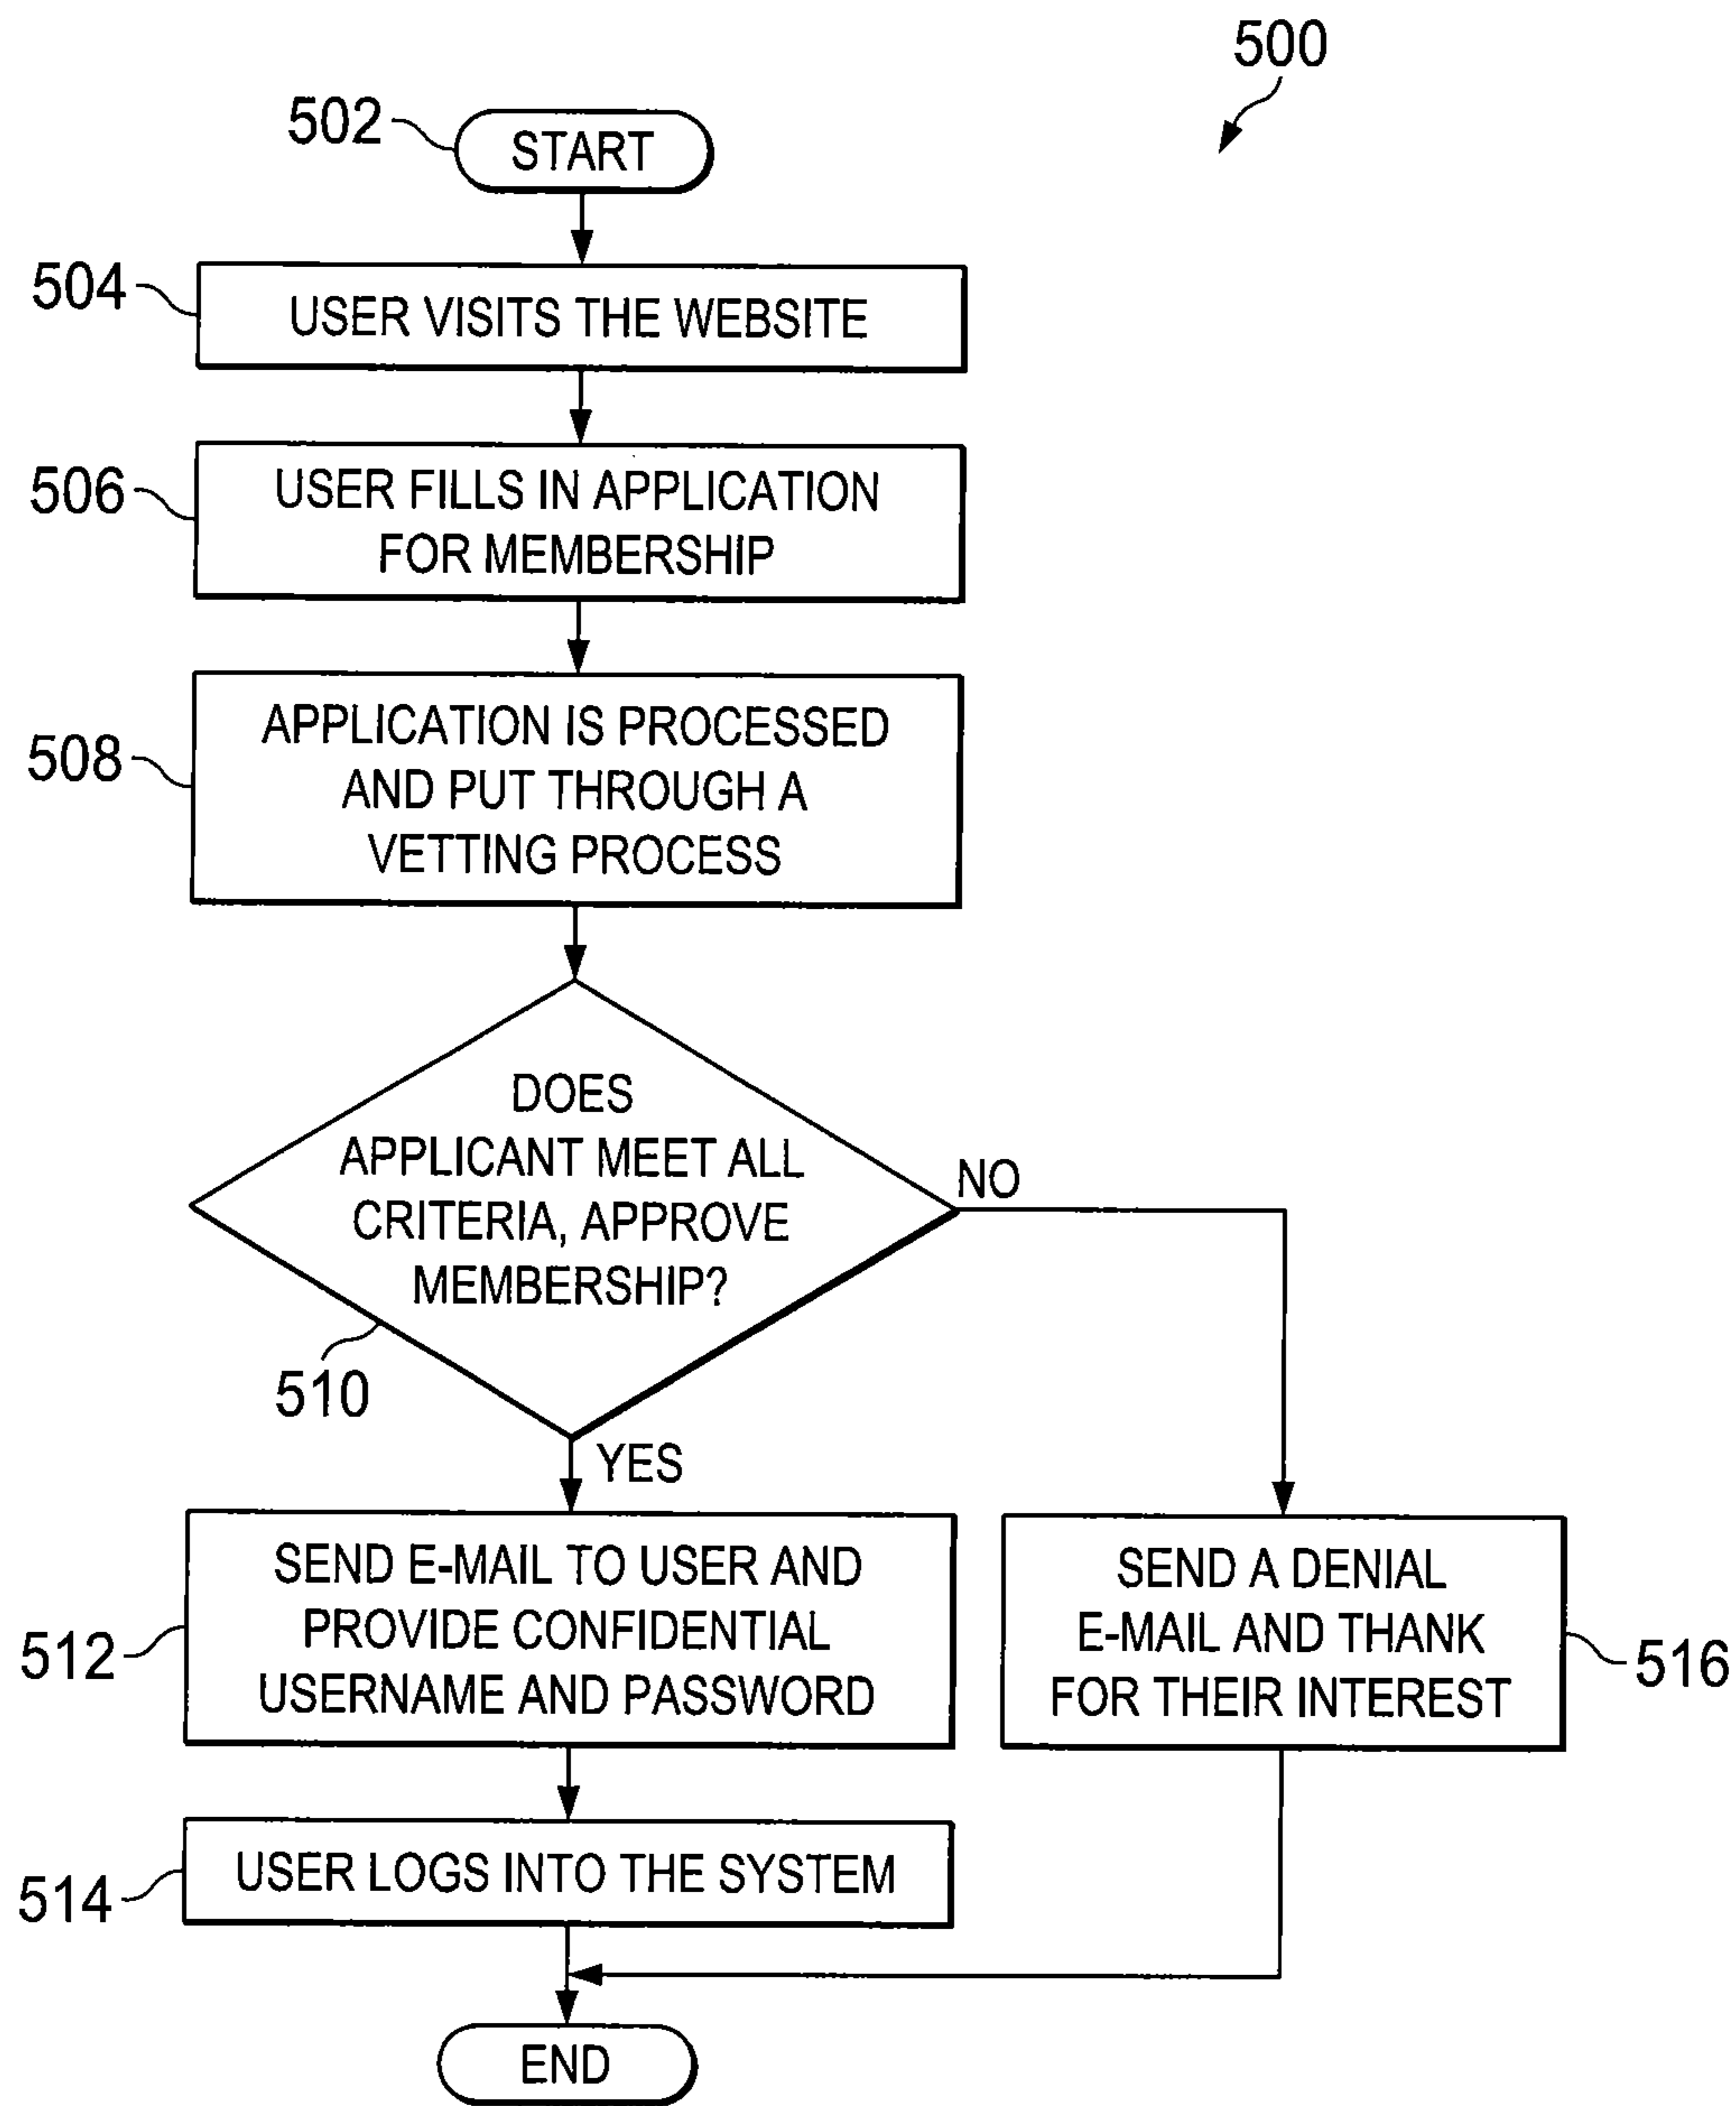 500
502
START
504
USER VISITS THE WEBSITE
506
USER FILLS IN APPLICATION
FOR MEMBERSHIP
508
APPLICATION IS PROCESSED
AND PUT THROUGH A
VETTING PROCESS
DOES
APPLICANT MEET ALL
CRITERIA, APPROVE
MEMBERSHIP?
NO
510
YES
512
SEND E-MAIL TO USER AND
PROVIDE CONFIDENTIAL
USERNAME AND PASSWORD
SEND A DENIAL
E-MAIL AND THANK
FOR THEIR INTEREST
516
514
USER LOGS INTO THE SYSTEM
END